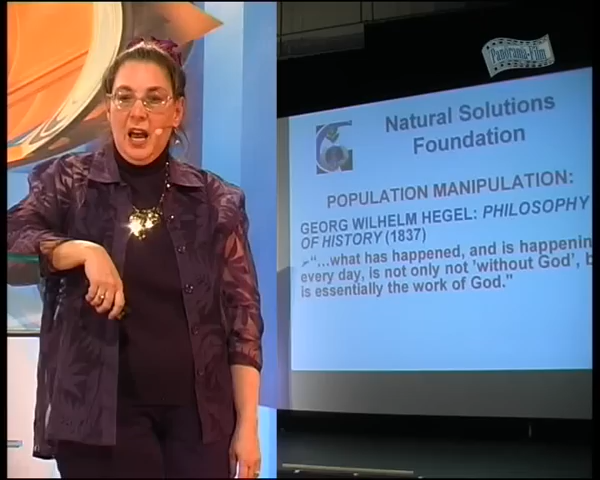 Panorama-Film
Natural Solutions
Foundation
POPULATION MANIPULATION:
GEORG WILHELM HEGEL: PHILOSOPHY
OF HISTORY (1837)
"…what has happened, and is happenin
every day, is not only not 'without God', b
is essentially the work of God."